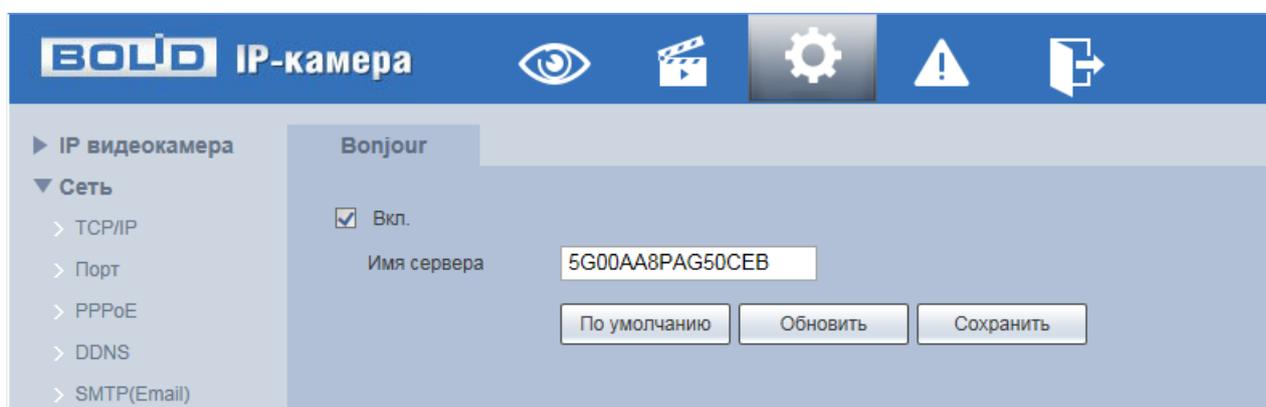 BOLID IP-камера
IP видеокамера
Bonjour
Сеть
TCP/IP
Вкл.
Порт
Имя сервера
5G00AA8PAG50CEB
PPPoE
По умолчанию
Обновить
Сохранить
DDNS
SMTP(Email)